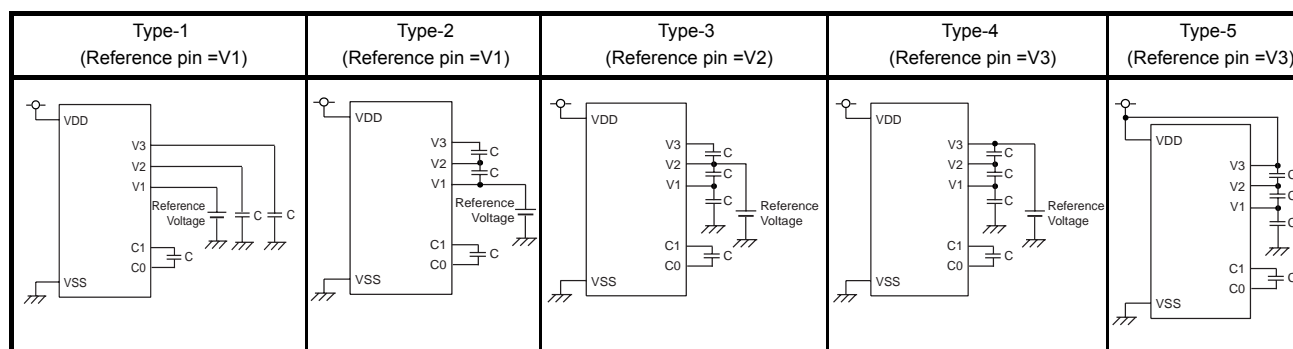 Type-1
(Reference pin =V1)
Type-2
(Reference pin =V1)
Type-3
(Reference pin =V2)
Type-4
(Reference pin =V3)
Type-5
(Reference pin =V3)
VDD
V3
V2
V1
Reference
Voltage
C
C
C1
C
C0
VSS
VDD
V3
C
V2
C
V1
Reference
Voltage
C1
C
C0
VSS
VDD
V3
C
V2
C
V1
C
Reference
Voltage
C1
C
C0
VSS
VDD
V3
C
V2
C
V1
C
Reference
Voltage
C1
C
C0
VSS
VDD
V3
C
V2
C
V1
C
C1
C
C0
VSS